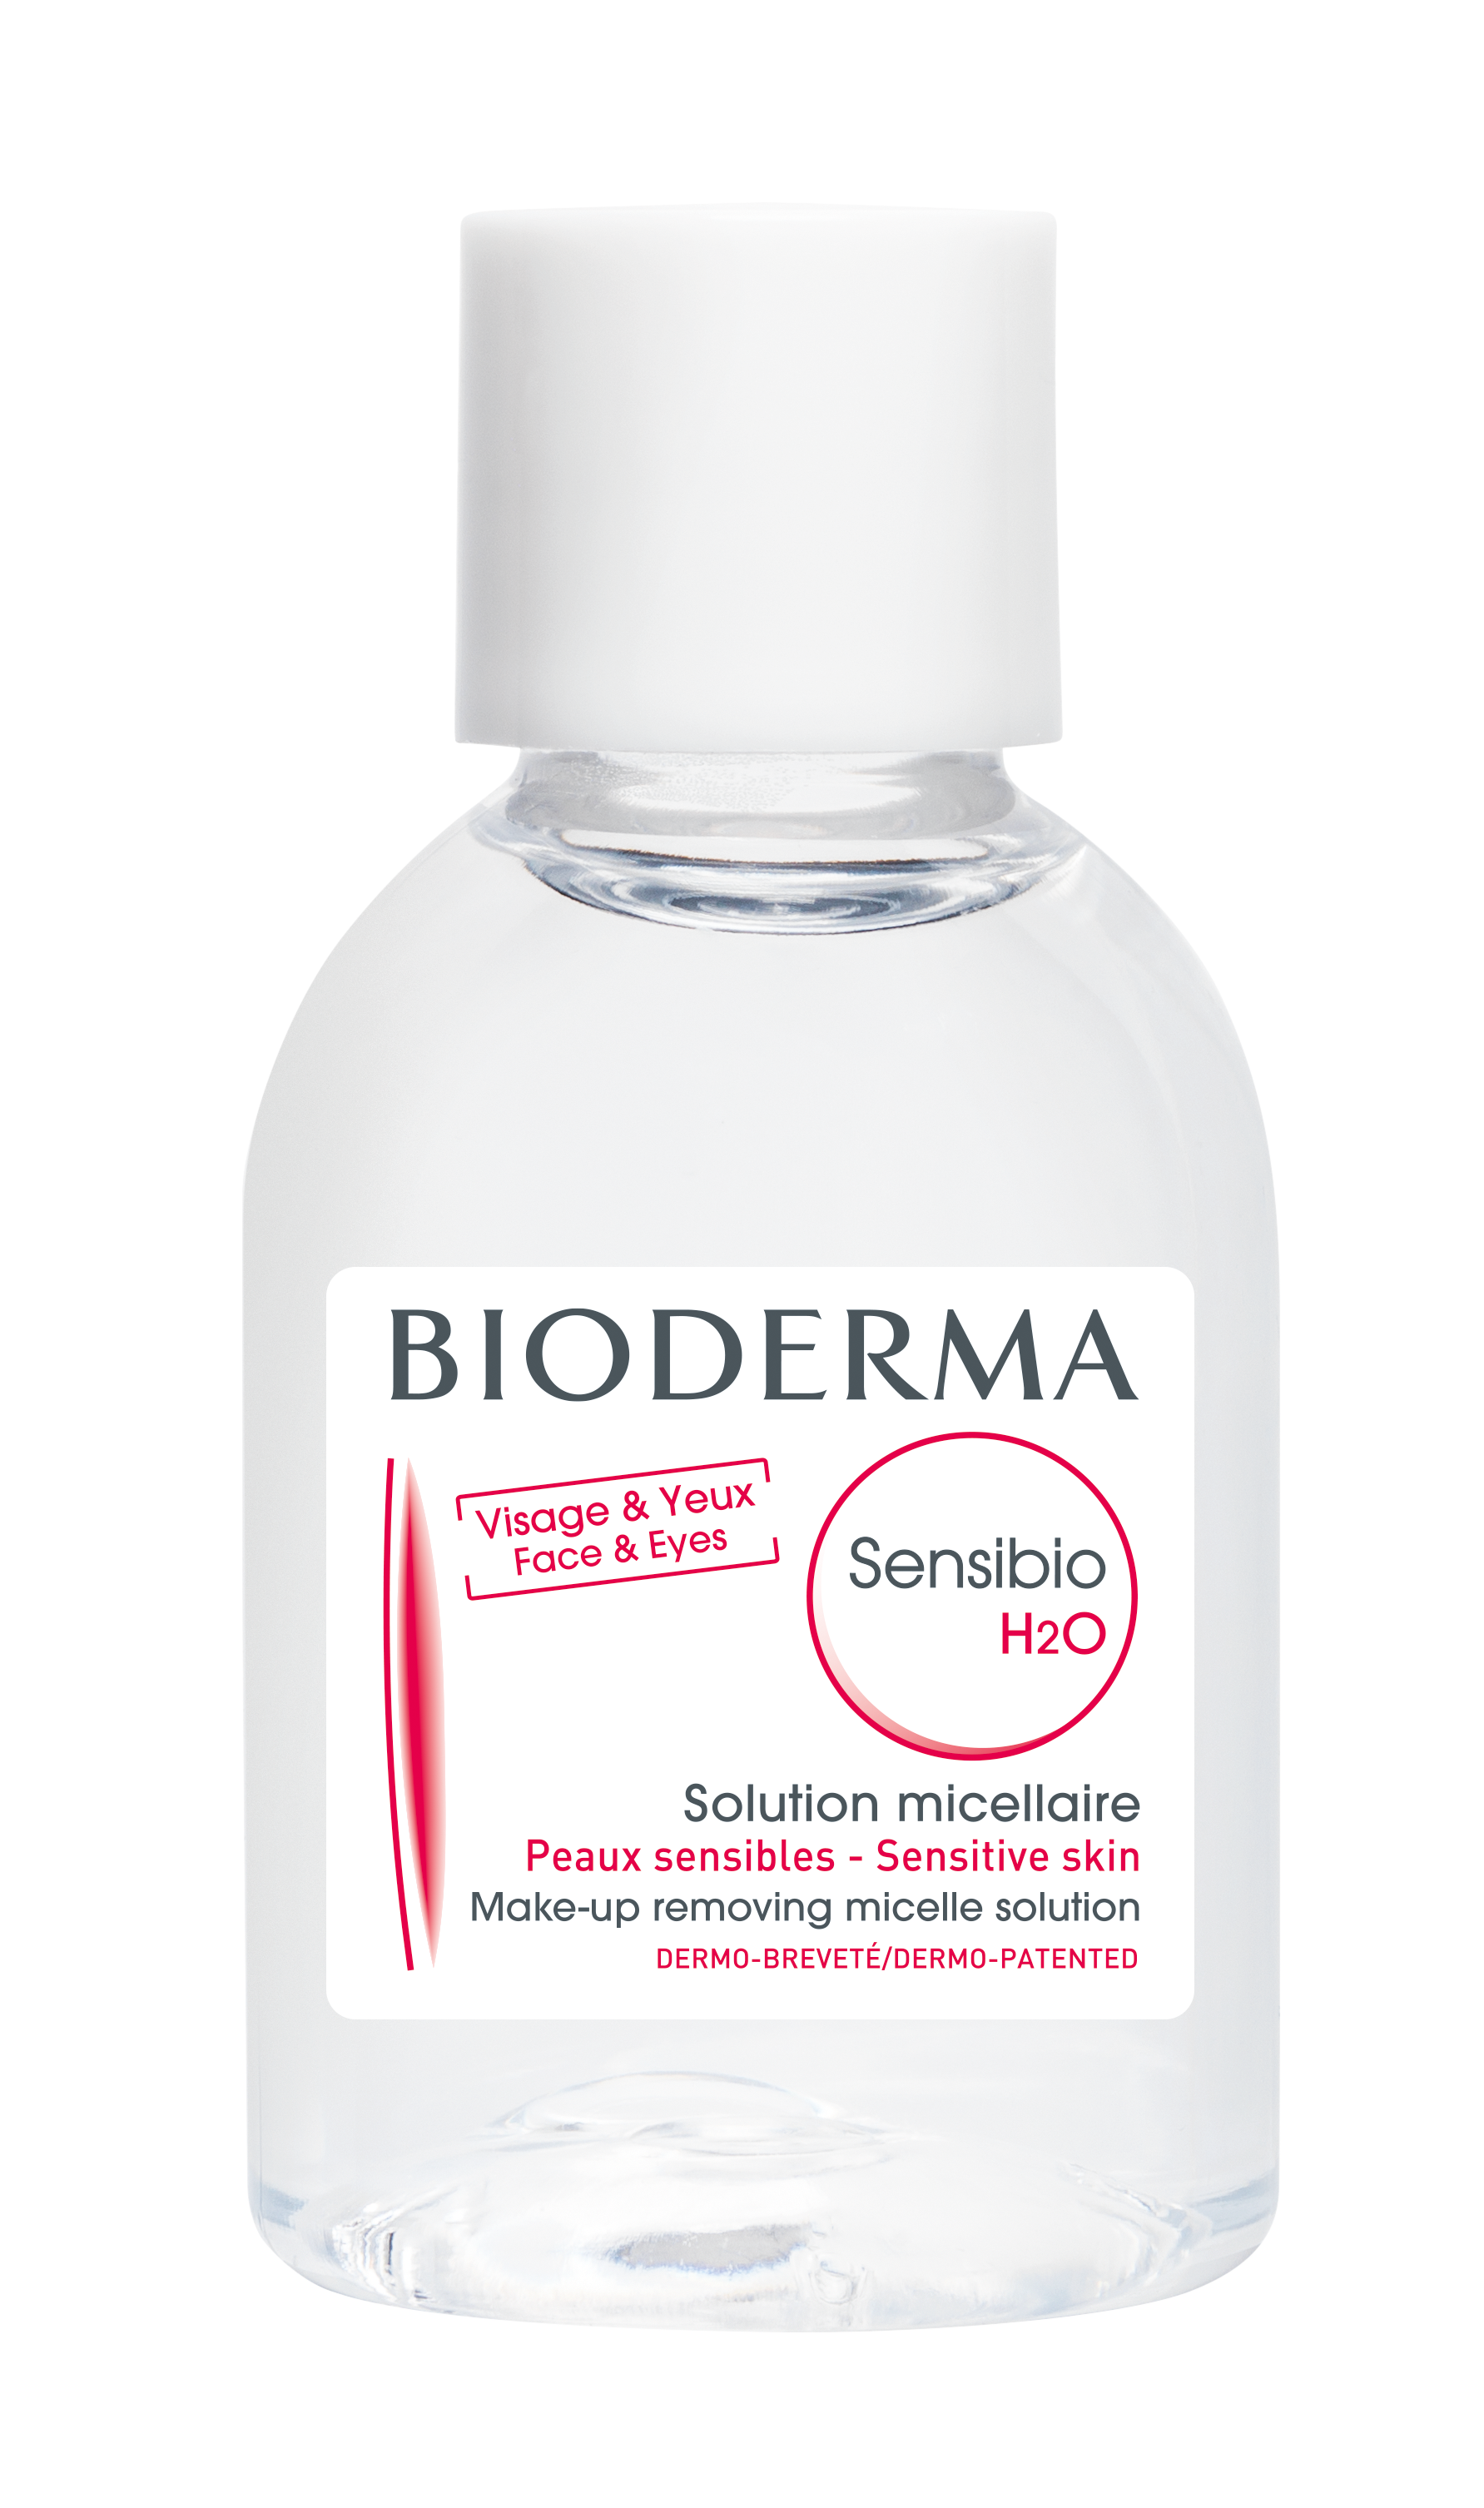 BIODERMA
Visage & Yeux
Face & Eyes
Sensibio
H2O
Solution micellaire
Peaux sensibles - Sensitive skin
Make-up removing micelle solution
DERMO-BREVETÉ/DERMO-PATENTED